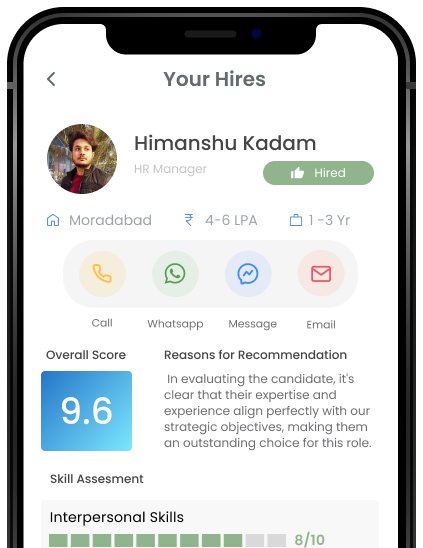 Your Hires
Himanshu Kadam
HR Manager
Hired
Moradabad
₹ 4-6 LPA
1 -3 Yr
Call
Whatsapp
Message
Email
Overall Score
9.6
Reasons for Recommendation
In evaluating the candidate, it's
clear that their expertise and
experience align perfectly with our
strategic objectives, making them
an outstanding choice for this role.
Skill Assesment
Interpersonal Skills
8/10